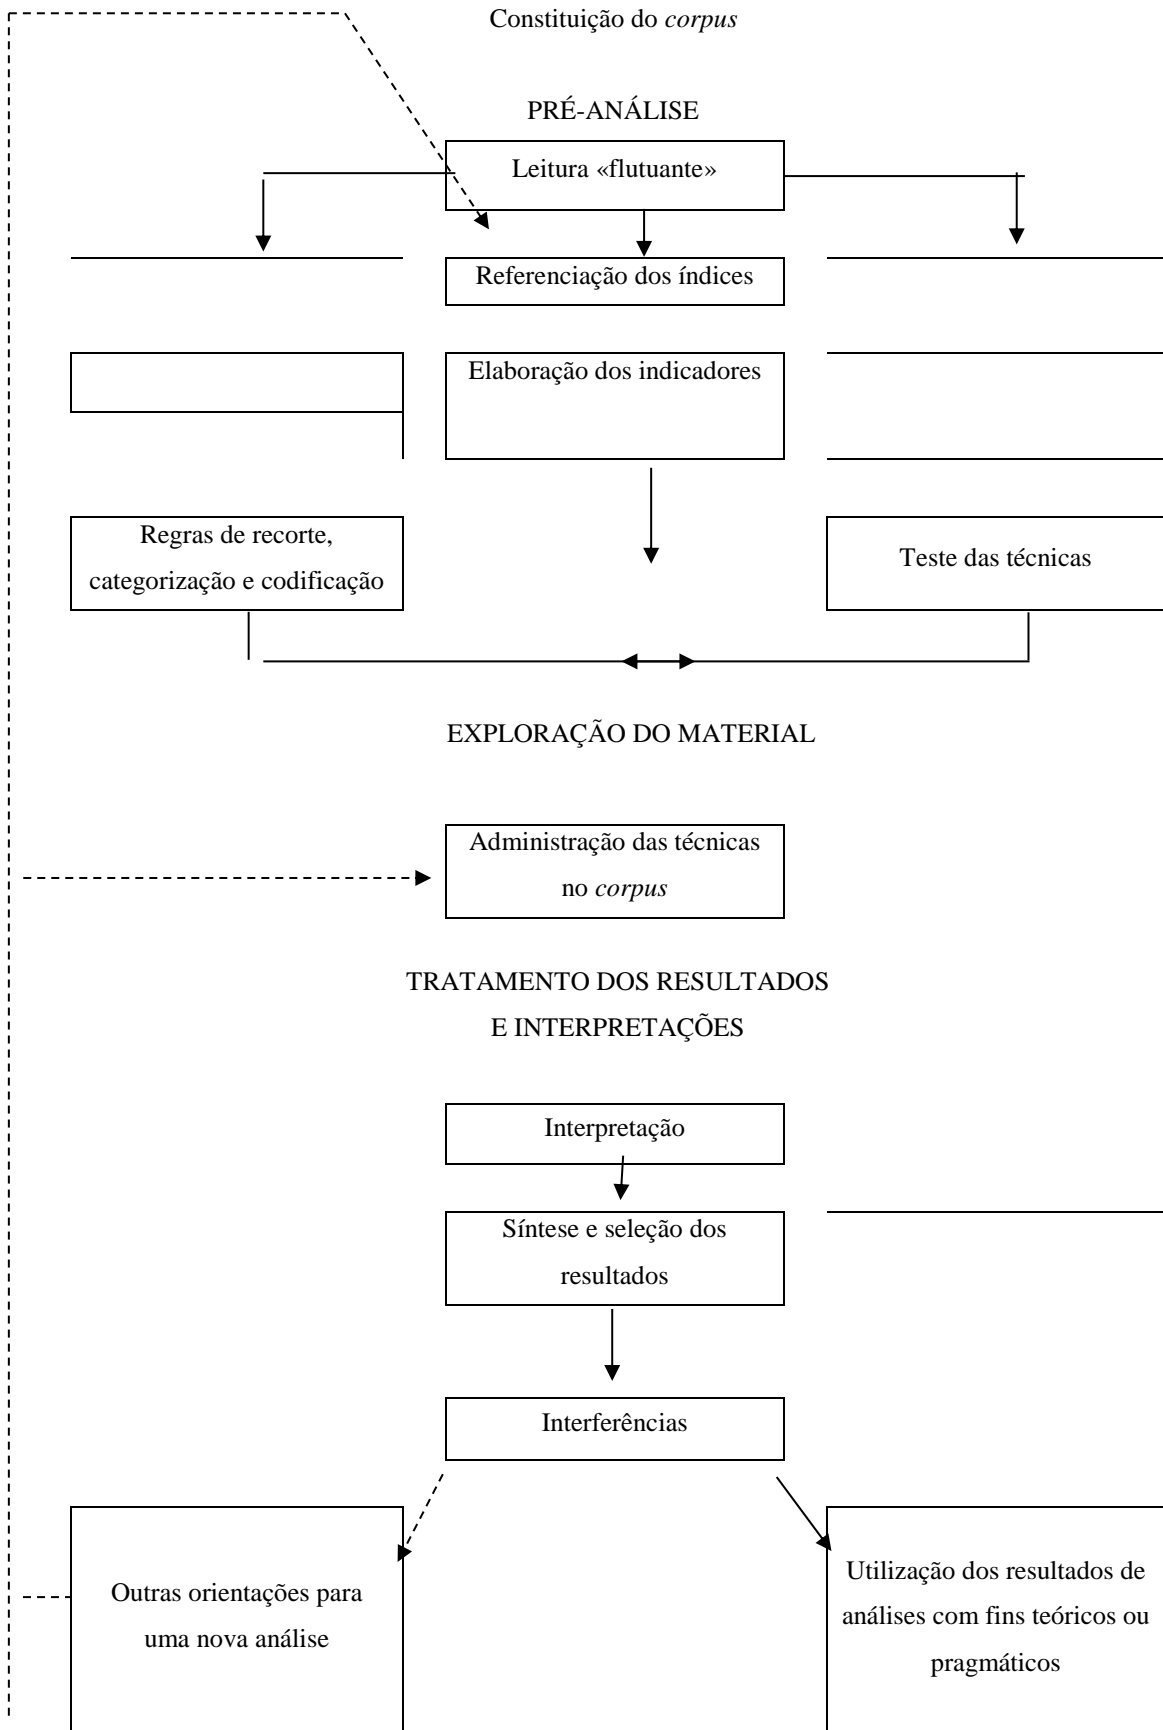 Constituição do corpus
PRÉ-ANÁLISE
Leitura «flutuante»
Referenciação dos índices
Elaboração dos indicadores
Regras de recorte,
categorização e codificação
Teste das técnicas
EXPLORAÇÃO DO MATERIAL
Administração das técnicas
no corpus
TRATAMENTO DOS RESULTADOS
E INTERPRETAÇÕES
Interpretação
Síntese e seleção dos
resultados
Interferências
Outras orientações para
uma nova análise
Utilização dos resultados de
análises com fins teóricos ou
pragmáticos